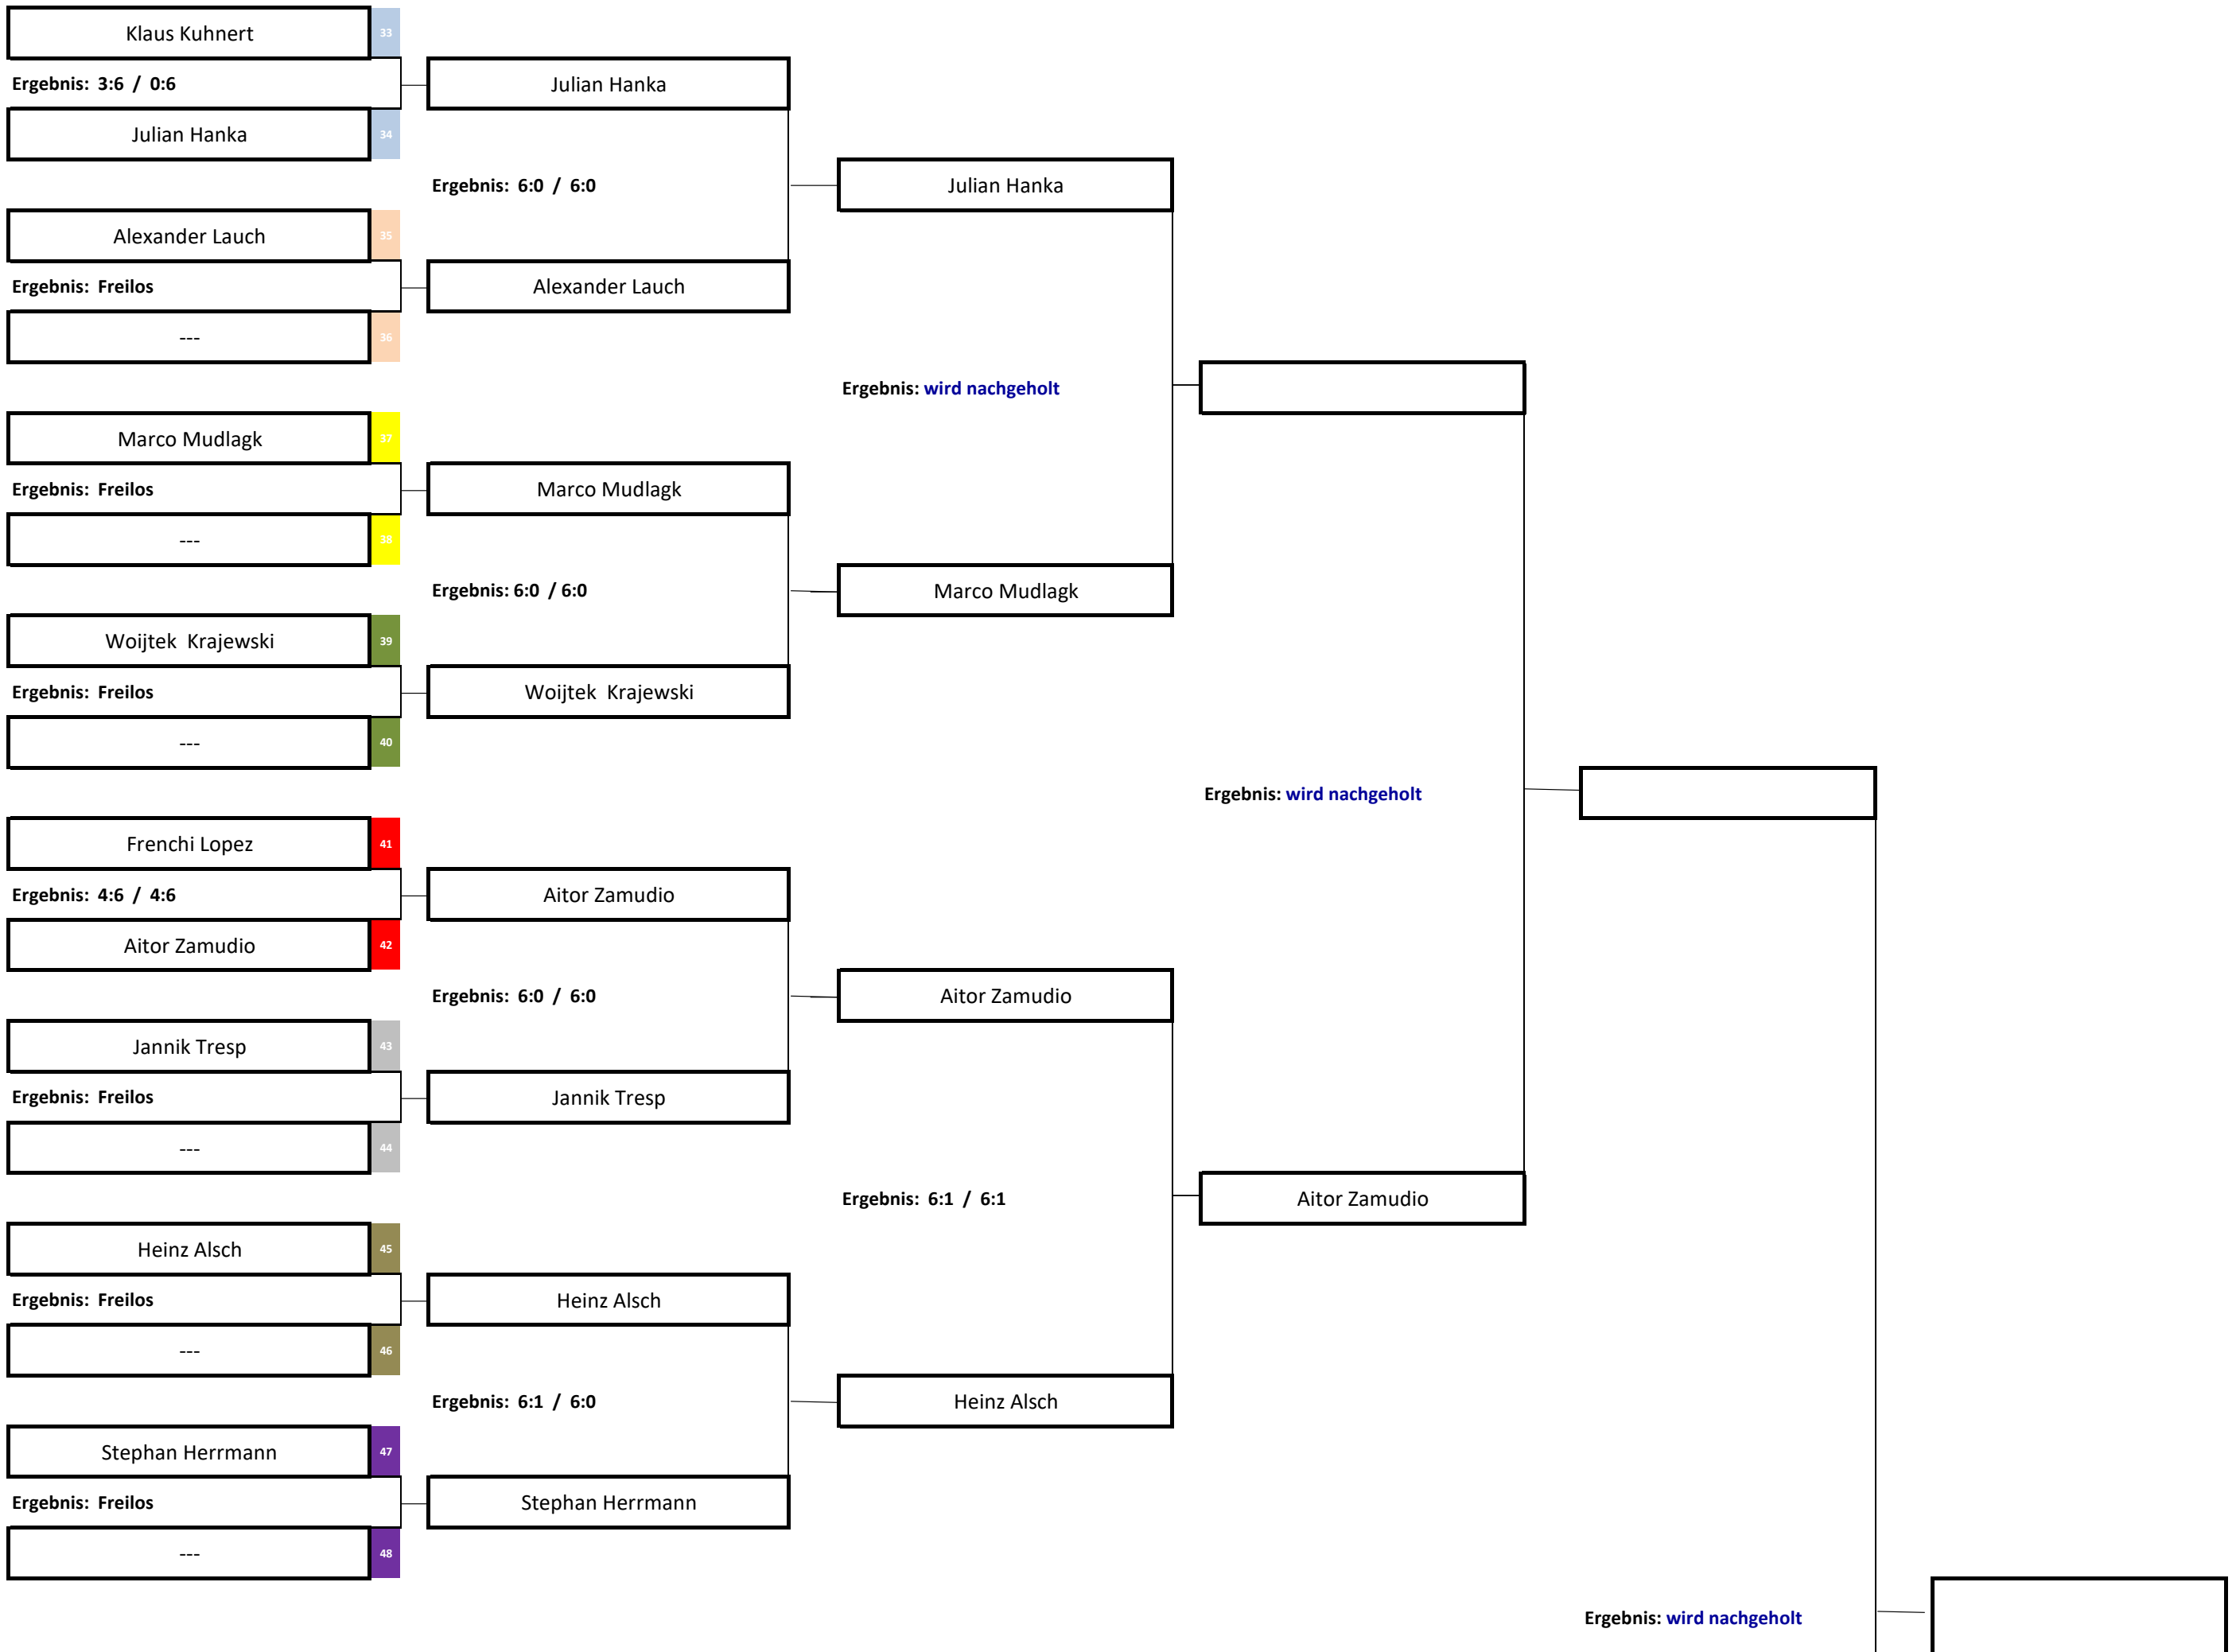 Klaus Kuhnert 33
Ergebnis: 3:6 / 0:6
Julian Hanka
Julian Hanka 34
Ergebnis: 6:0 / 6:0
Julian Hanka
Alexander Lauch 35
Ergebnis: Freilos
Alexander Lauch
--- 36
Ergebnis: wird nachgeholt
Marco Mudlagk 37
Ergebnis: Freilos
Marco Mudlagk
--- 38
Ergebnis: 6:0 / 6:0
Marco Mudlagk
Woijtek Krajewski 39
Ergebnis: Freilos
Woijtek Krajewski
--- 40
Ergebnis: wird nachgeholt
Frenchi Lopez 41
Ergebnis: 4:6 / 4:6
Aitor Zamudio
Aitor Zamudio 42
Ergebnis: 6:0 / 6:0
Aitor Zamudio
Jannik Tresp 43
Ergebnis: Freilos
Jannik Tresp
--- 44
Ergebnis: 6:1 / 6:1
Aitor Zamudio
Heinz Alsch 45
Ergebnis: Freilos
Heinz Alsch
--- 46
Ergebnis: 6:1 / 6:0
Heinz Alsch
Stephan Herrmann 47
Ergebnis: Freilos
Stephan Herrmann
--- 48
Ergebnis: wird nachgeholt